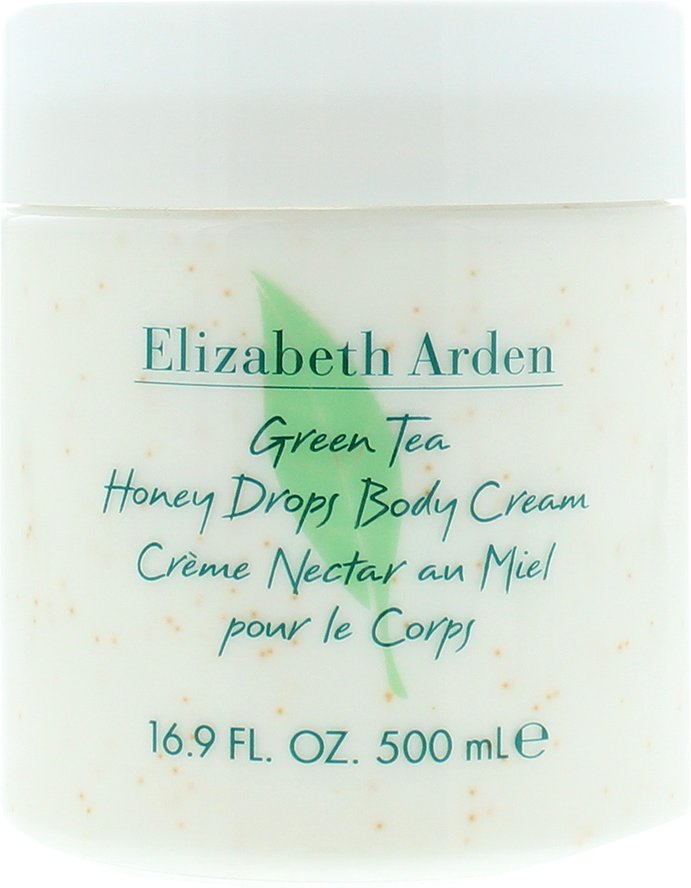 Elizabeth Arden
Green Tea
Honey Drops Body Cream
Crème Nectar au Miel
pour le Corps
16.9 FL. OZ. 500 mL℮